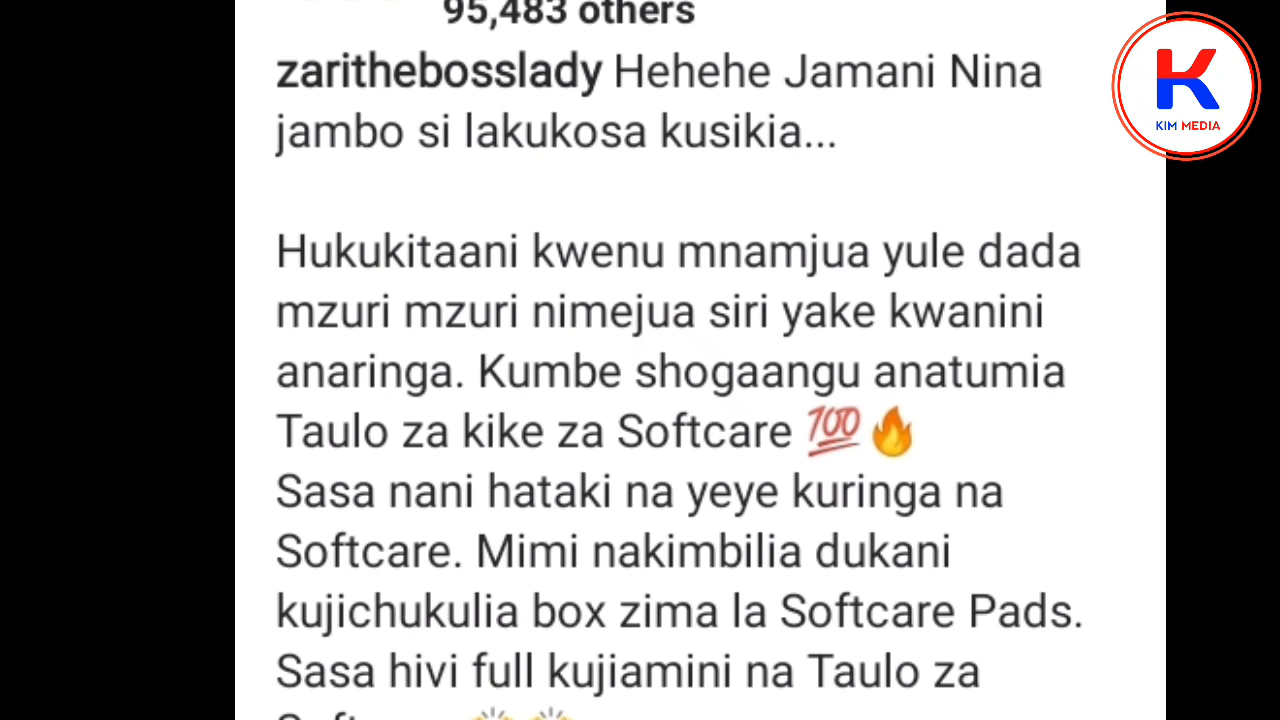 95,483 others
zarithebosslady Hehehe Jamani Nina
jambo si lakukosa kusikia...
Hukukitaani kwenu mnamjua yule dada
mzuri mzuri nimejua siri yake kwanini
anaringa. Kumbe shogaangu anatumia
Taulo za kike za Softcare 💯🔥
Sasa nani hataki na yeye kuringa na
Softcare. Mimi nakimbilia dukani
kujichukulia box zima la Softcare Pads.
Sasa hivi full kujiamini na Taulo za
K
KIM MEDIA